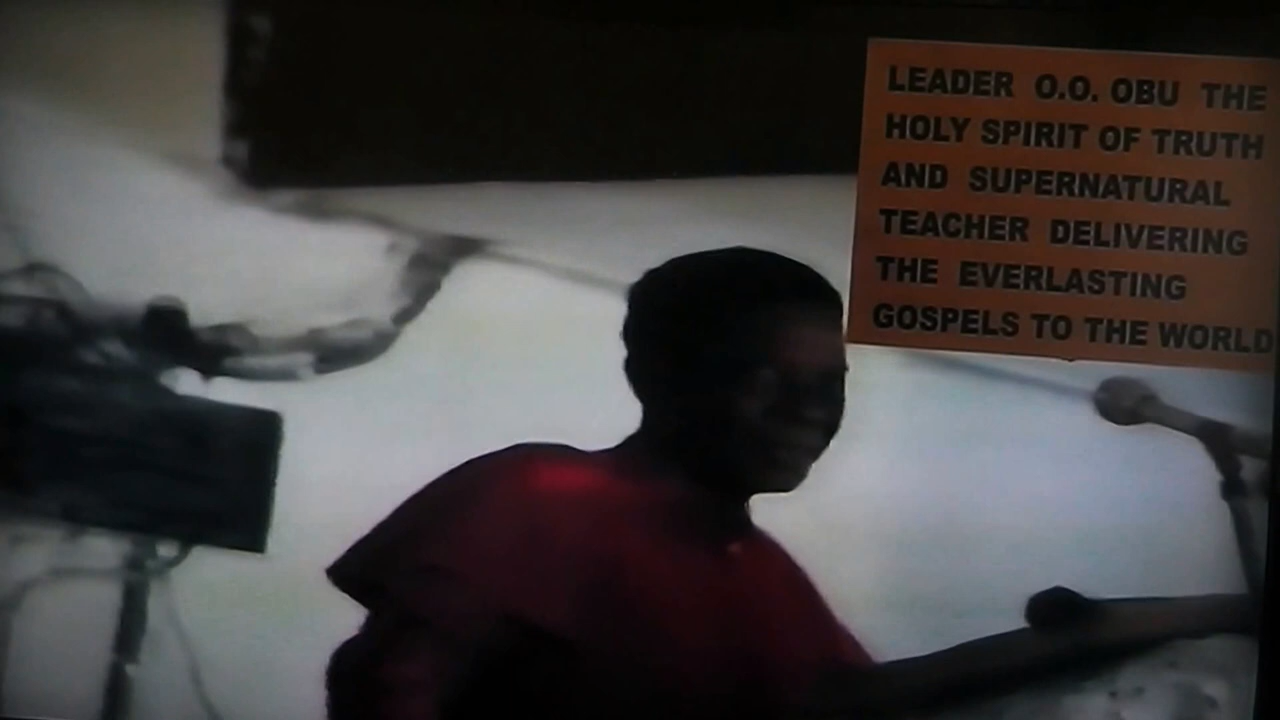 LEADER O.O. OBU THE
HOLY SPIRIT OF TRUTH
AND SUPERNATURAL
TEACHER DELIVERING
THE EVERLASTING
GOSPELS TO THE WORLD